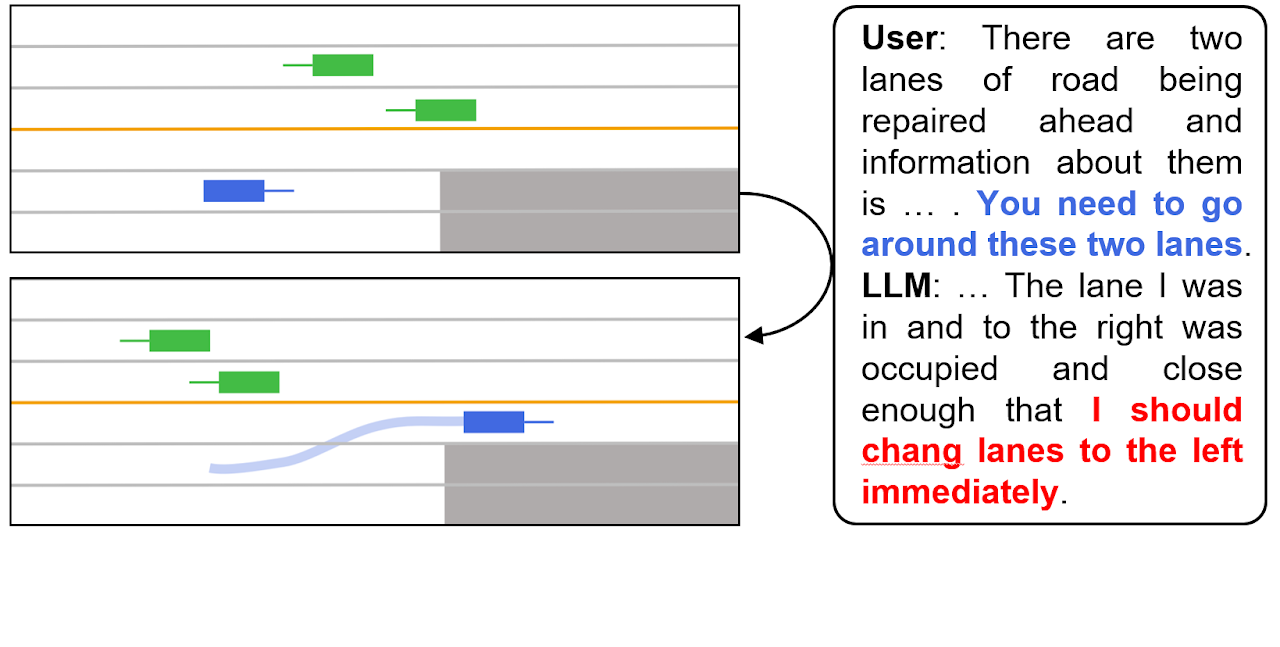 User: There are two
lanes of road being
repaired ahead and
information about them
is … . You need to go
around these two lanes.
LLM: … The lane I was
in and to the right was
occupied and close
enough that I should
chang lanes to the left
immediately.